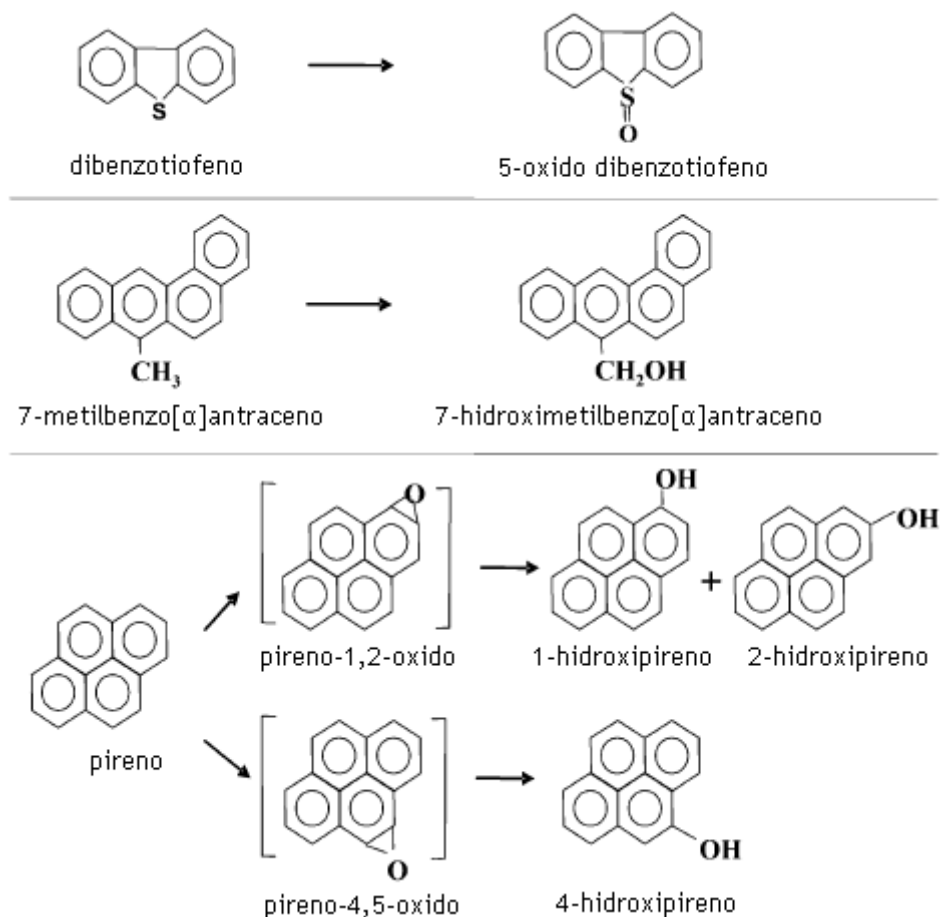 S
S
O
dibenzotiofeno
5-oxido dibenzotiofeno
CH₃
CH₂OH
7-metilbenzo[α]antraceno
7-hidroximetilbenzo[α]antraceno
O
OH
OH
+
pireno-1,2-oxido
1-hidroxipireno
2-hidroxipireno
pireno
O
OH
pireno-4,5-oxido
4-hidroxipireno